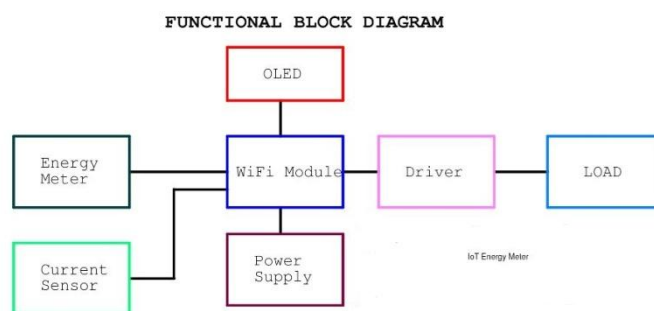 FUNCTIONAL BLOCK DIAGRAM
OLED
Energy
Meter
WiFi Module
Driver
LOAD
Current
Sensor
Power
Supply
IoT Energy Meter